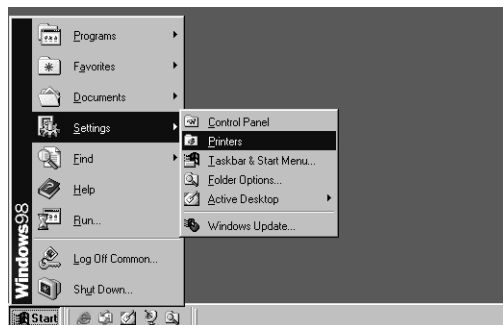 Programs
Favorites
Documents
Settings
Find
Help
Run...
Log Off Common...
Shut Down...
Windows98
Control Panel
Printers
Taskbar & Start Menu...
Folder Options...
Active Desktop
Windows Update...
Start